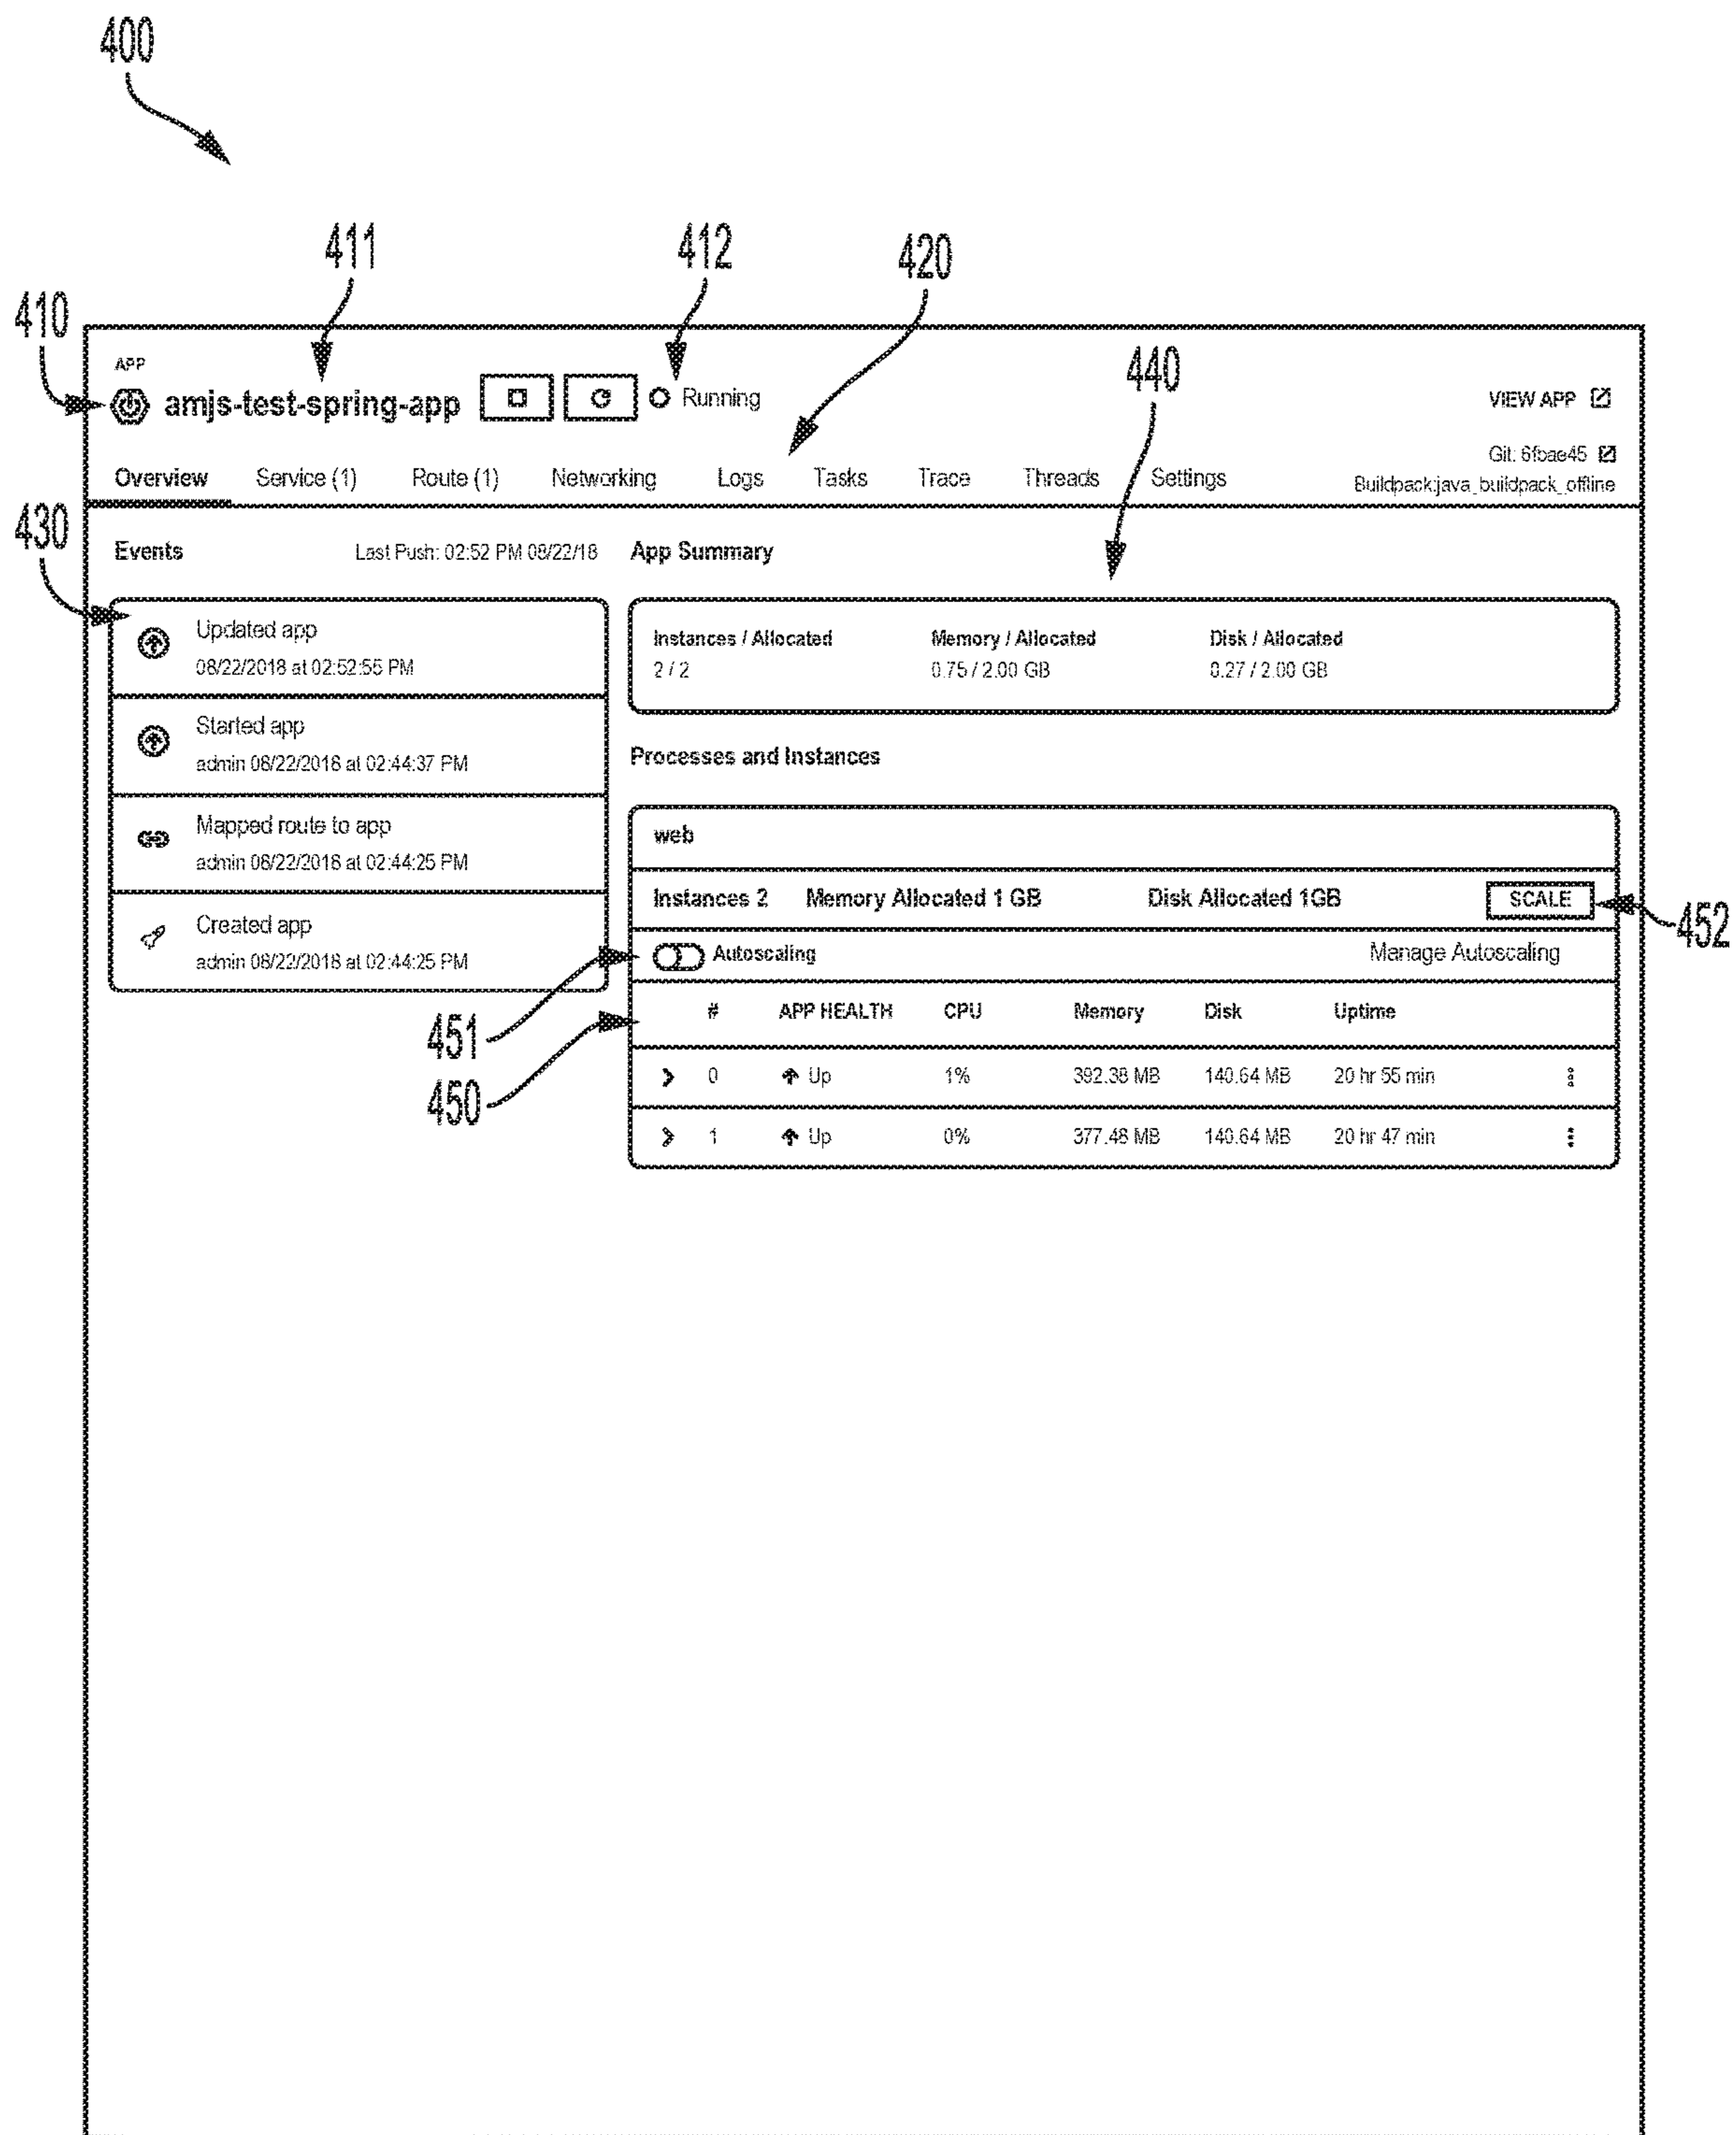 400
411
412
420
410
440
APP
amjs-test-spring-app
Running
VIEW APP
Git: 6fbae45
Overview Service (1) Route (1) Networking Logs Tasks Trace Threads Settings
Buildpack:java_buildpack_offline
430
Events
Last Push: 02:52 PM 08/22/18
App Summary
Updated app
08/22/2018 at 02:52:55 PM
Started app
admin 08/22/2018 at 02:44:37 PM
Mapped route to app
admin 08/22/2018 at 02:44:25 PM
Created app
admin 08/22/2018 at 02:44:25 PM
Instances / Allocated Memory / Allocated Disk / Allocated
2 / 2 0.75 / 2.00 GB 0.27 / 2.00 GB
Processes and Instances
web
Instances 2 Memory Allocated 1 GB Disk Allocated 1GB SCALE
452
Autoscaling Manage Autoscaling
451
450
# APP HEALTH CPU Memory Disk Uptime
0 Up 1% 392.38 MB 140.64 MB 20 hr 55 min
1 Up 0% 377.48 MB 140.64 MB 20 hr 47 min